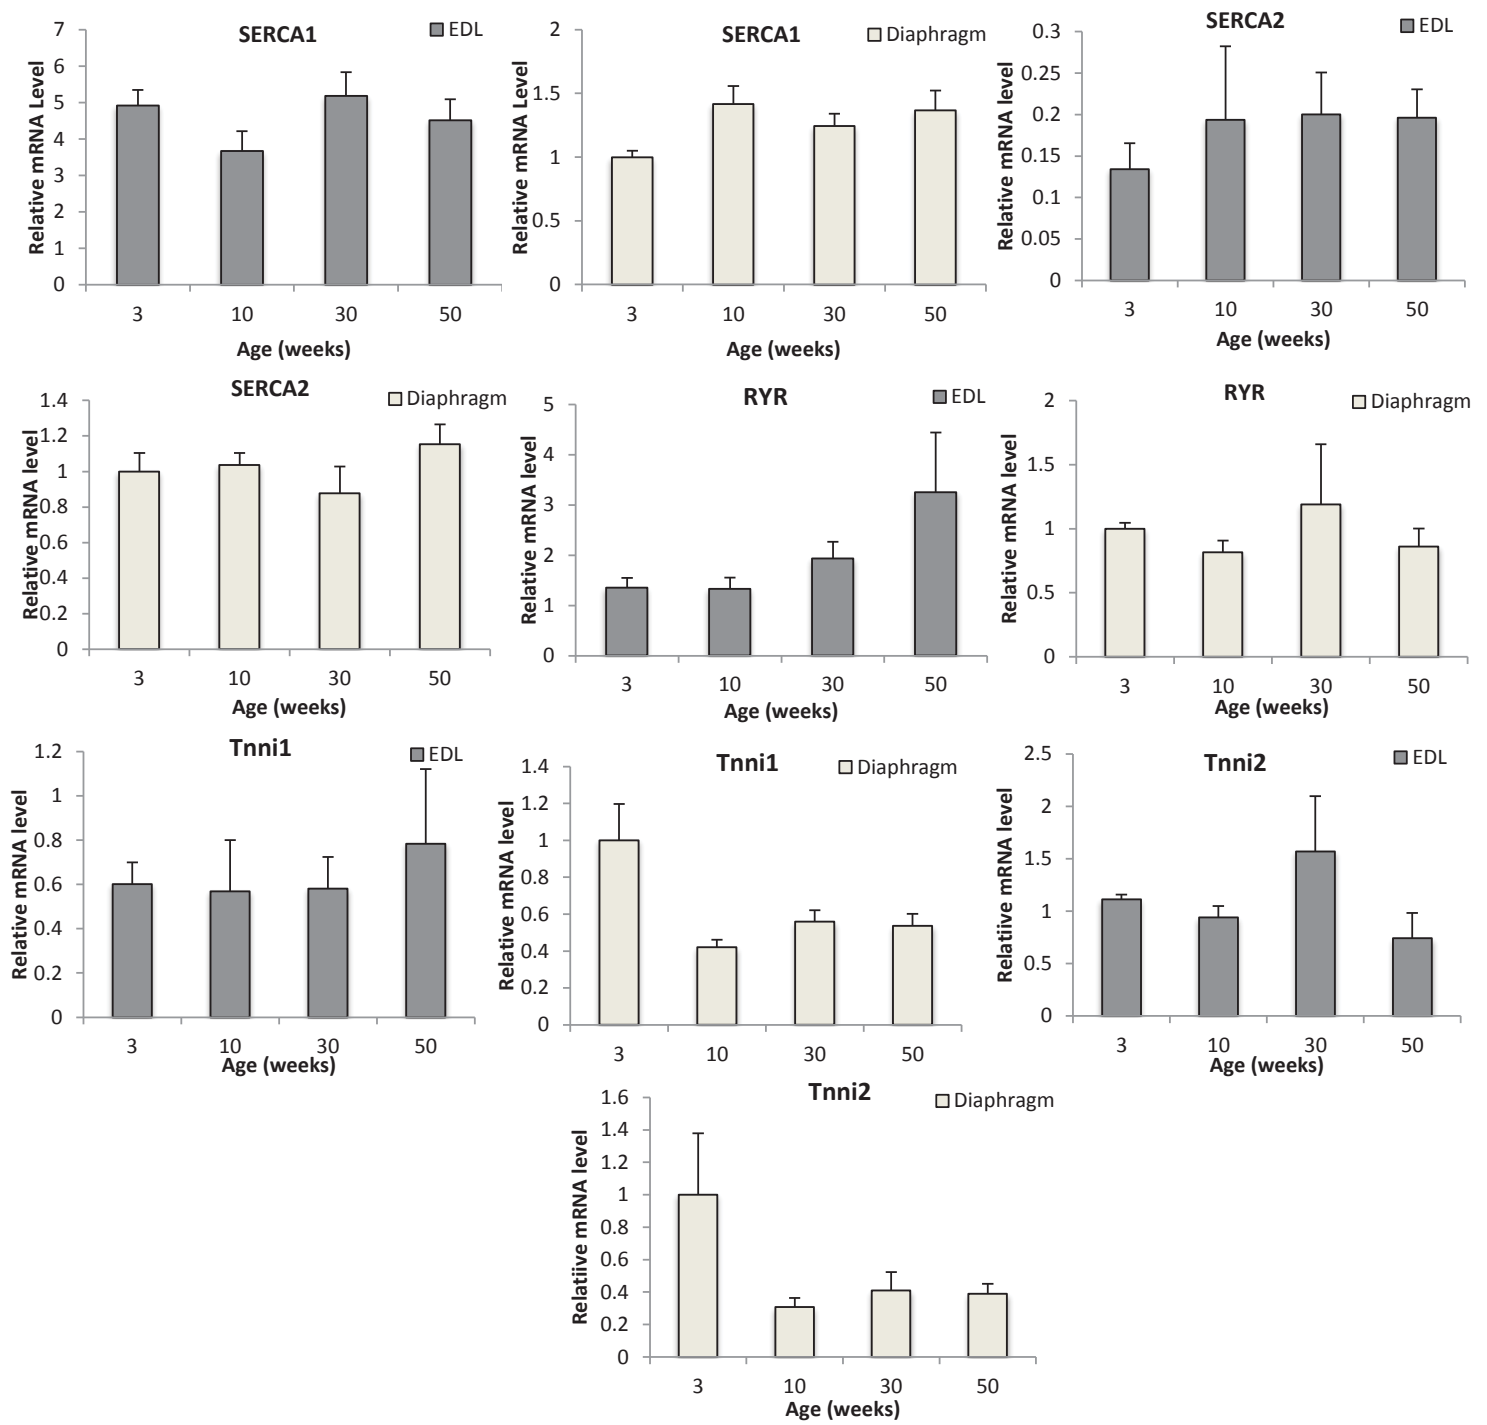 SERCA1
EDL
Relative mRNA Level
7
6
5
4
3
2
1
0
3 10 30 50
Age (weeks)
SERCA1
Diaphragm
Relative mRNA Level
2
1.5
1
0.5
0
3 10 30 50
Age (weeks)
SERCA2
EDL
Relative mRNA level
0.3
0.25
0.2
0.15
0.1
0.05
0
3 10 30 50
Age (weeks)
SERCA2
Diaphragm
Relative mRNA level
1.4
1.2
1
0.8
0.6
0.4
0.2
0
3 10 30 50
Age (weeks)
RYR
EDL
Relative mRNA level
5
4
3
2
1
0
3 10 30 50
Age (weeks)
RYR
Diaphragm
Relative mRNA level
2
1.5
1
0.5
0
3 10 30 50
Age (weeks)
Tnni1
EDL
Relative mRNA level
1.2
1
0.8
0.6
0.4
0.2
0
3 10 30 50
Age (weeks)
Tnni1
Diaphragm
Relative mRNA level
1.4
1.2
1
0.8
0.6
0.4
0.2
0
3 10 30 50
Tnni2
EDL
Relatiive mRNA level
2.5
2
1.5
1
0.5
0
3 10 30 50
Age (weeks)
Tnni2
Diaphragm
Relatiive mRNA level
1.6
1.4
1.2
1
0.8
0.6
0.4
0.2
0
3 10 30 50
Age (weeks)